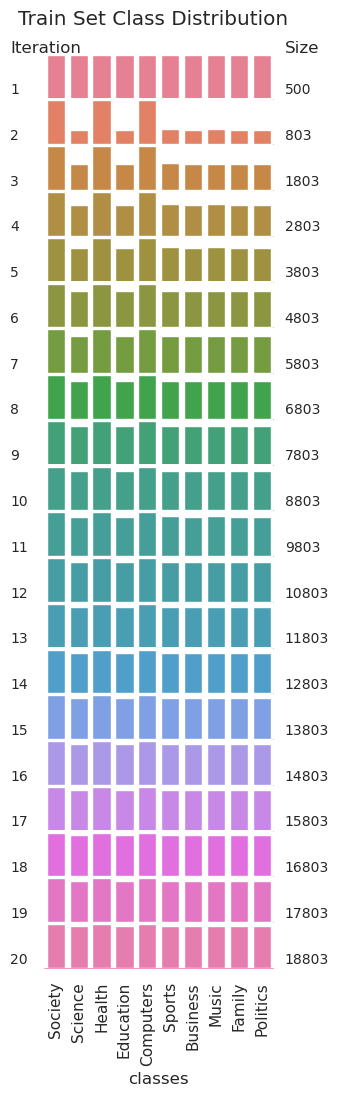 Train Set Class Distribution
Iteration Size
1 500
2 803
3 1803
4 2803
5 3803
6 4803
7 5803
8 6803
9 7803
10 8803
11 9803
12 10803
13 11803
14 12803
15 13803
16 14803
17 15803
18 16803
19 17803
20 18803
Society
Science
Health
Education
Computers
Sports
Business
Music
Family
Politics
classes